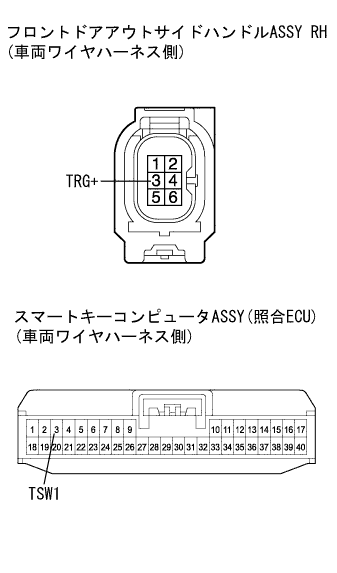 フロントドアアウトサイドハンドルASSY RH
(車両ワイヤハーネス側)
1 2
TRG+ 3 4
5 6
スマートキーコンピュータASSY(照合ECU)
(車両ワイヤハーネス側)
1 2 3 4 5 6 7 8 9 10 11 12 13 14 15 16 17
18 19 20 21 22 23 24 25 26 27 28 29 30 31 32 33 34 35 36 37 38 39 40
TSW1